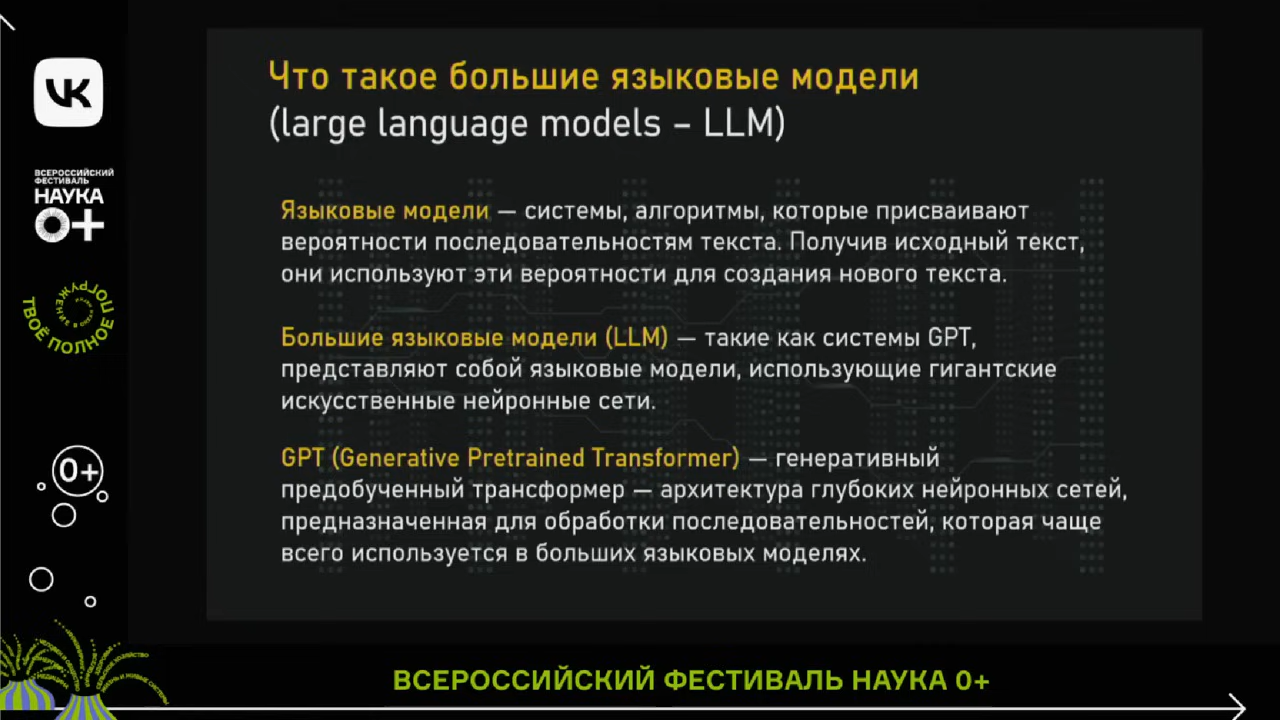 Что такое большие языковые модели
(large language models – LLM)
Языковые модели — системы, алгоритмы, которые присваивают
вероятности последовательностям текста. Получив исходный текст,
они используют эти вероятности для создания нового текста.
Большие языковые модели (LLM) — такие как системы GPT,
представляют собой языковые модели, использующие гигантские
искусственные нейронные сети.
GPT (Generative Pretrained Transformer) — генеративный
предобученный трансформер — архитектура глубоких нейронных сетей,
предназначенная для обработки последовательностей, которая чаще
всего используется в больших языковых моделях.
VK
ВСЕРОССИЙСКИЙ
ФЕСТИВАЛЬ
НАУКА
0+
ТВОЁ ПОЛНОЕ ПОГРУЖЕНИЕ В
0+
ВСЕРОССИЙСКИЙ ФЕСТИВАЛЬ НАУКА 0+